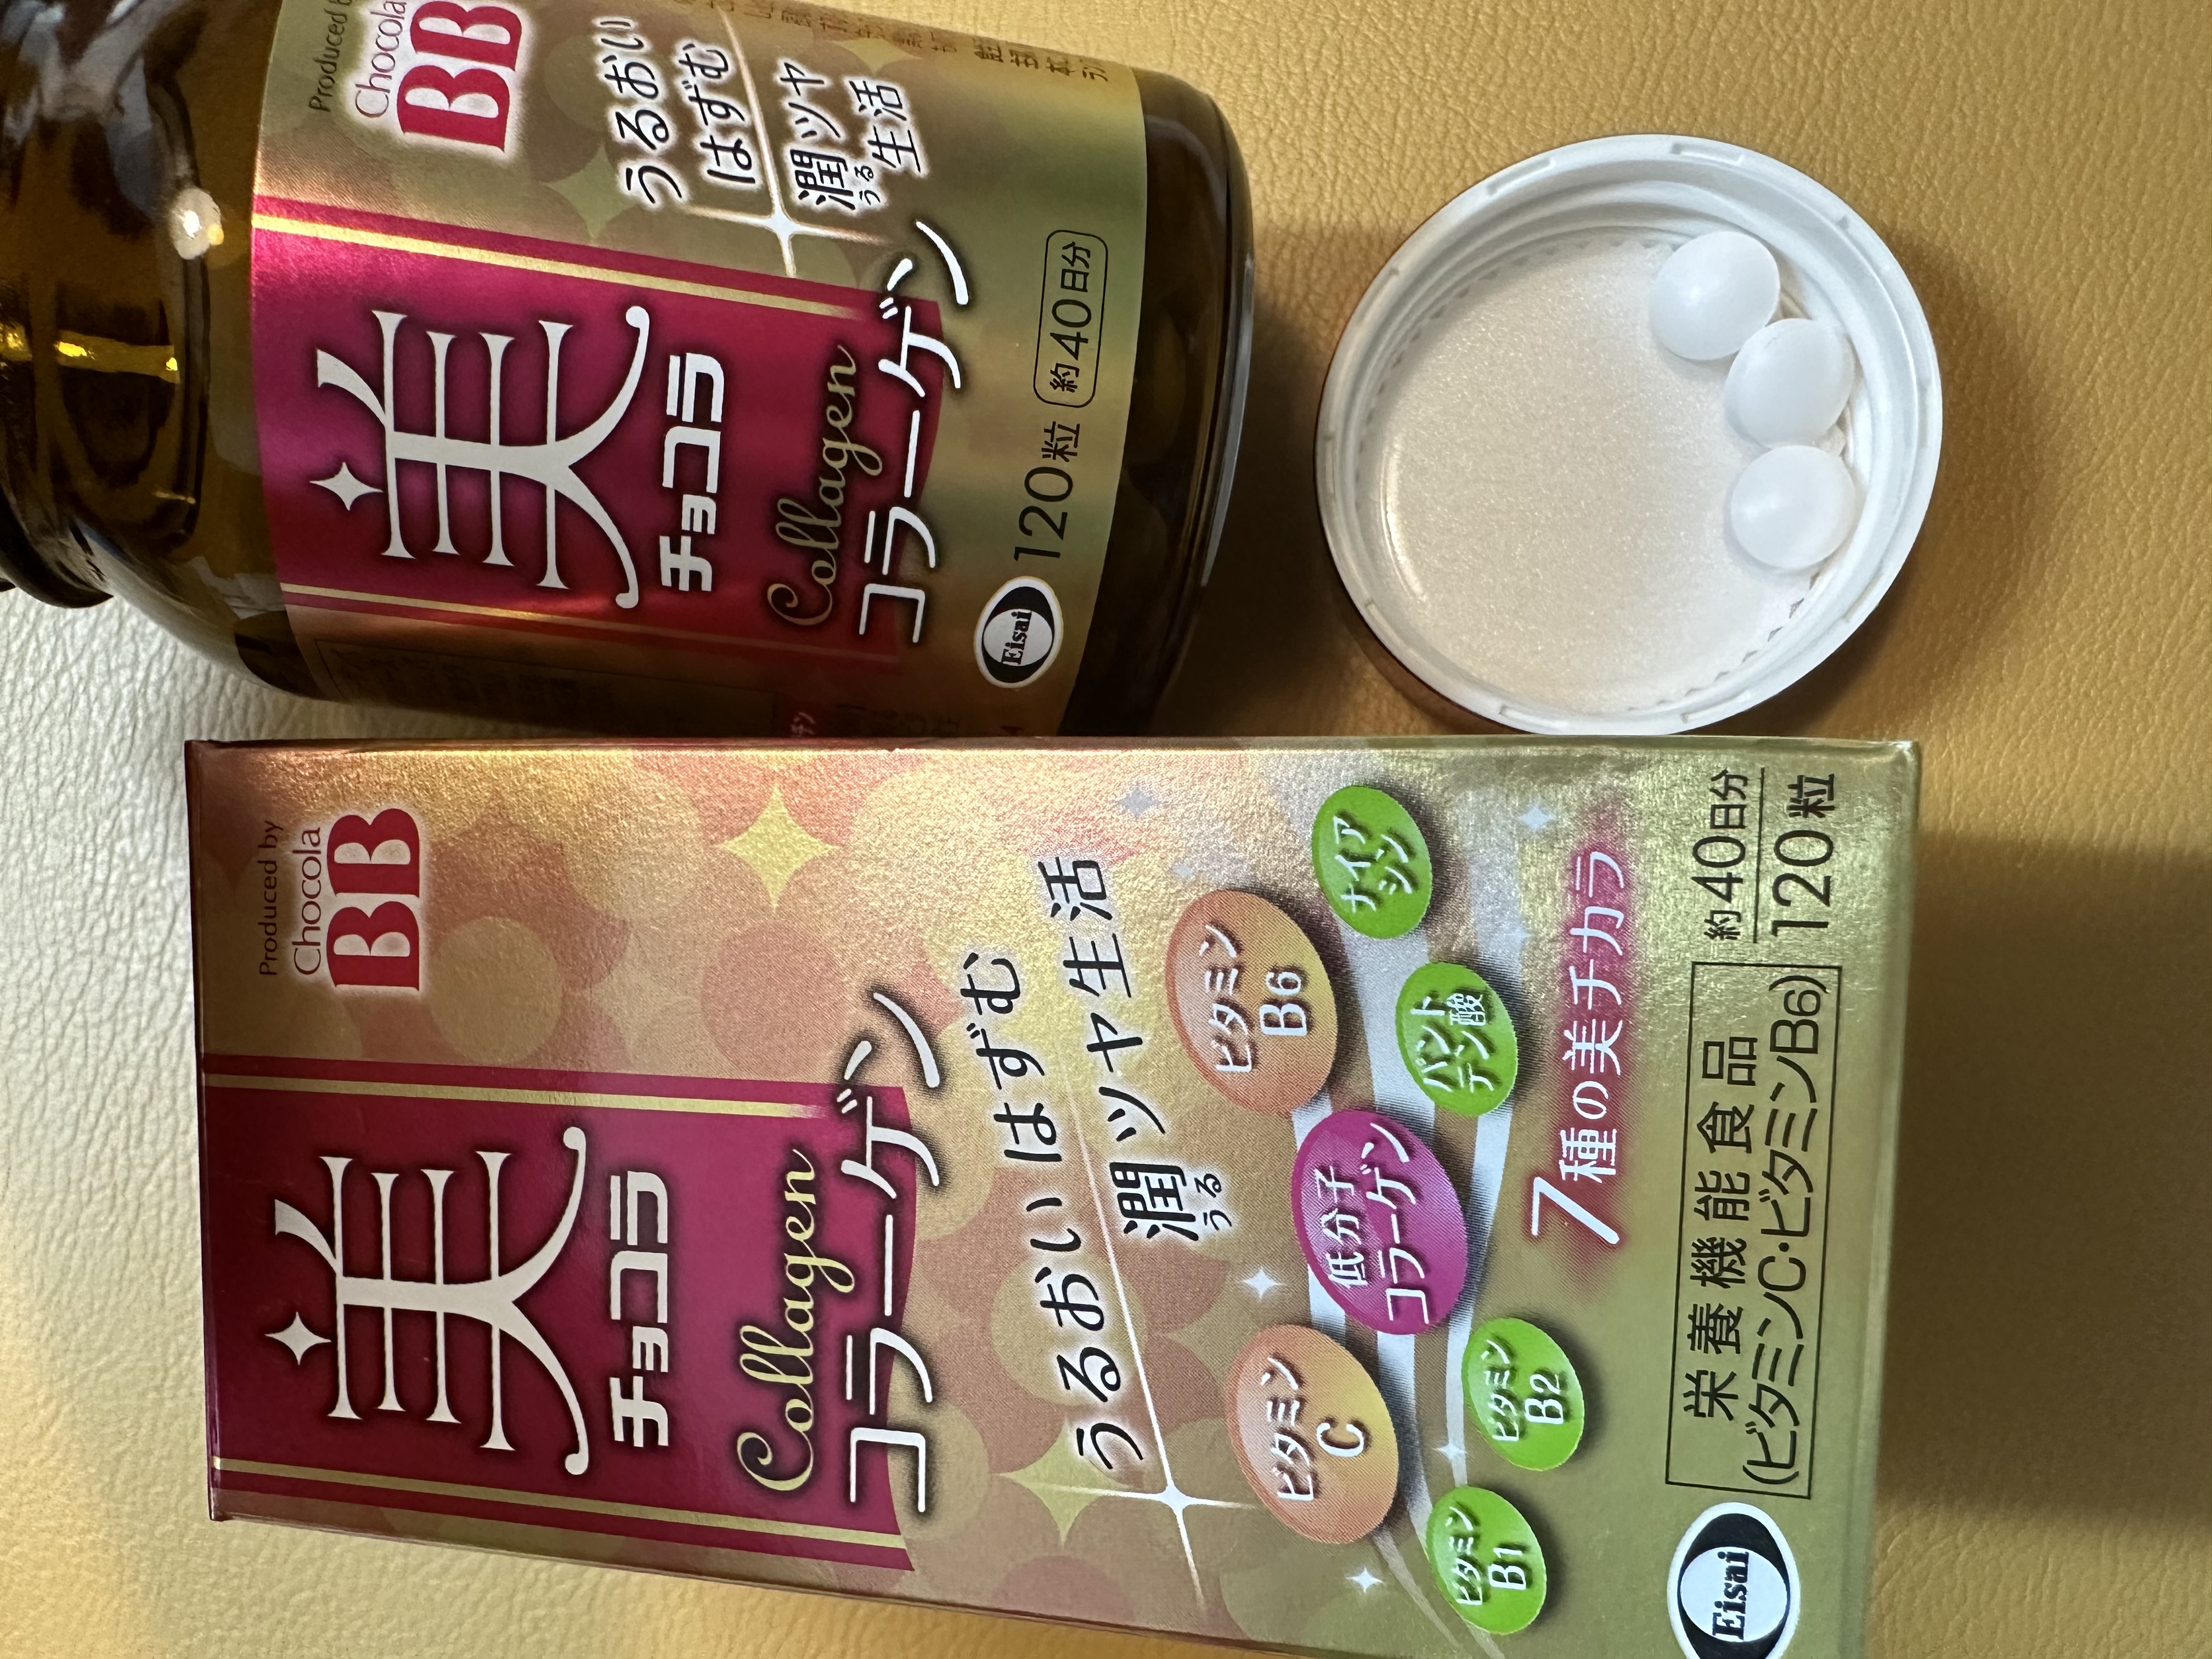 Produced by
Chocola
BB
美
チョコラ
Collagen
コラーゲン
うるおい
はずむ
潤ツヤ
うる
生活
120粒
約40日分
Eisai
Produced by
Chocola
BB
美
チョコラ
Collagen
コラーゲン
うるおいはずむ
潤ツヤ生活
うる
ビタミン
B6
ナイア
シン
パント
テン酸
低分子
コラーゲン
ビタミン
C
ビタミン
B2
ビタミン
B1
7種の美チカラ
栄養機能食品
(ビタミンC・ビタミンB6)
約40日分
120粒
Eisai